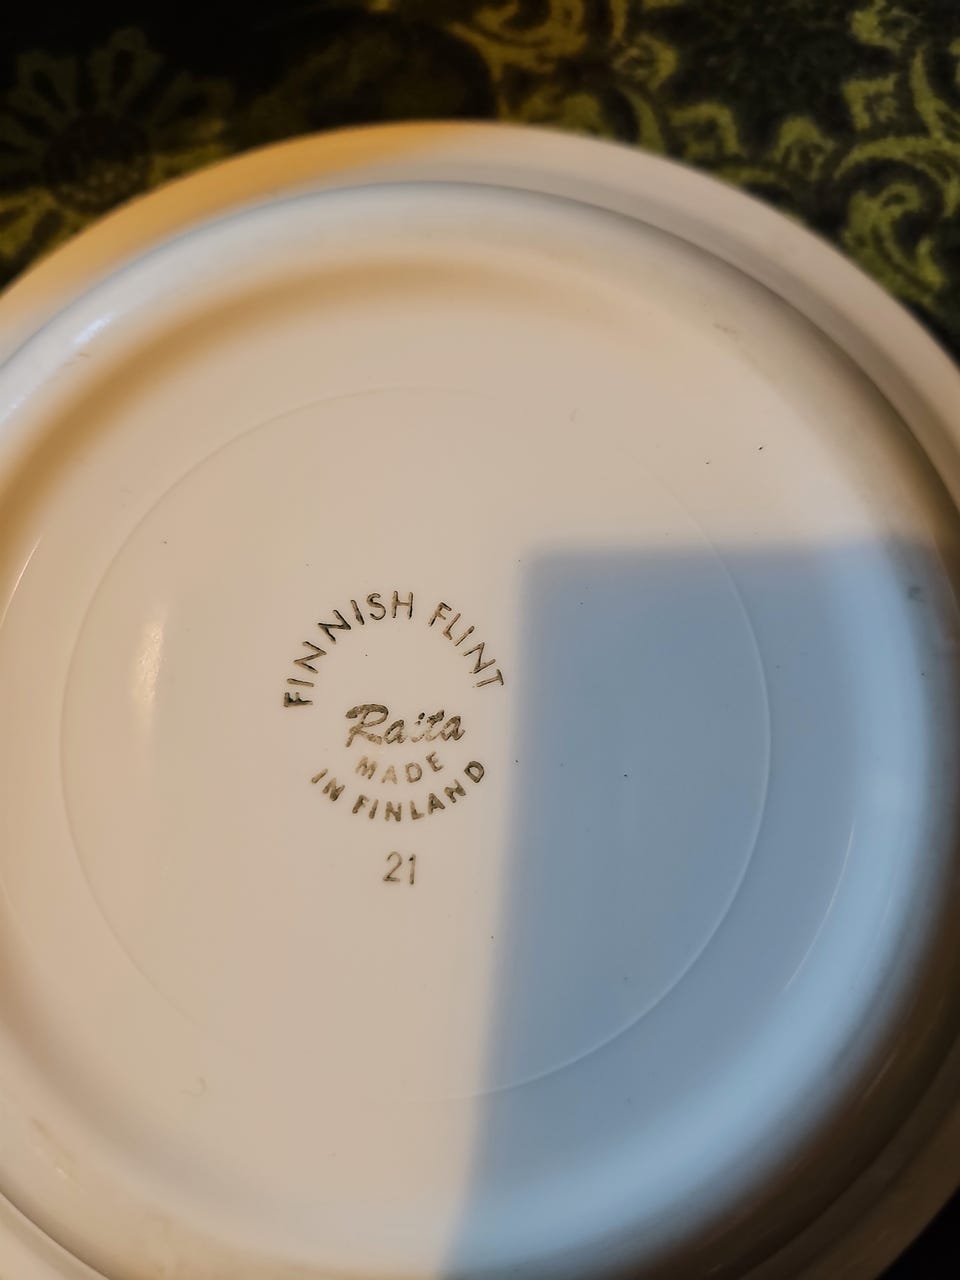 FINNISH FLINT
Raita
MADE
IN FINLAND
21